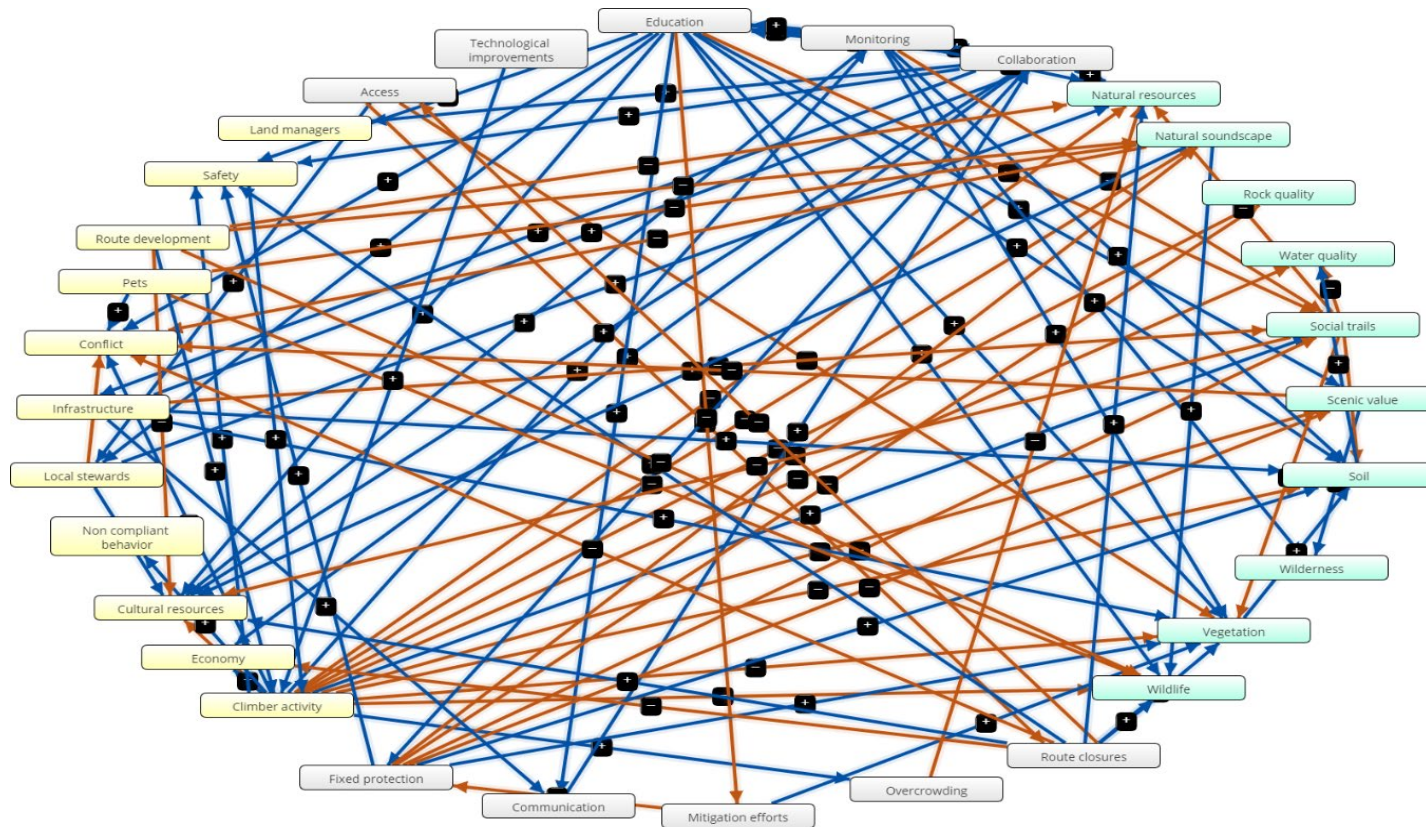 Education
Monitoring
Technological
improvements
Collaboration
Access
Natural resources
Land managers
Natural soundscape
Safety
Rock quality
Route development
Water quality
Pets
Social trails
Conflict
Scenic value
Infrastructure
Local stewards
Soil
Non compliant
behavior
Wilderness
Cultural resources
Vegetation
Economy
Wildlife
Climber activity
Route closures
Fixed protection
Overcrowding
Communication
Mitigation efforts